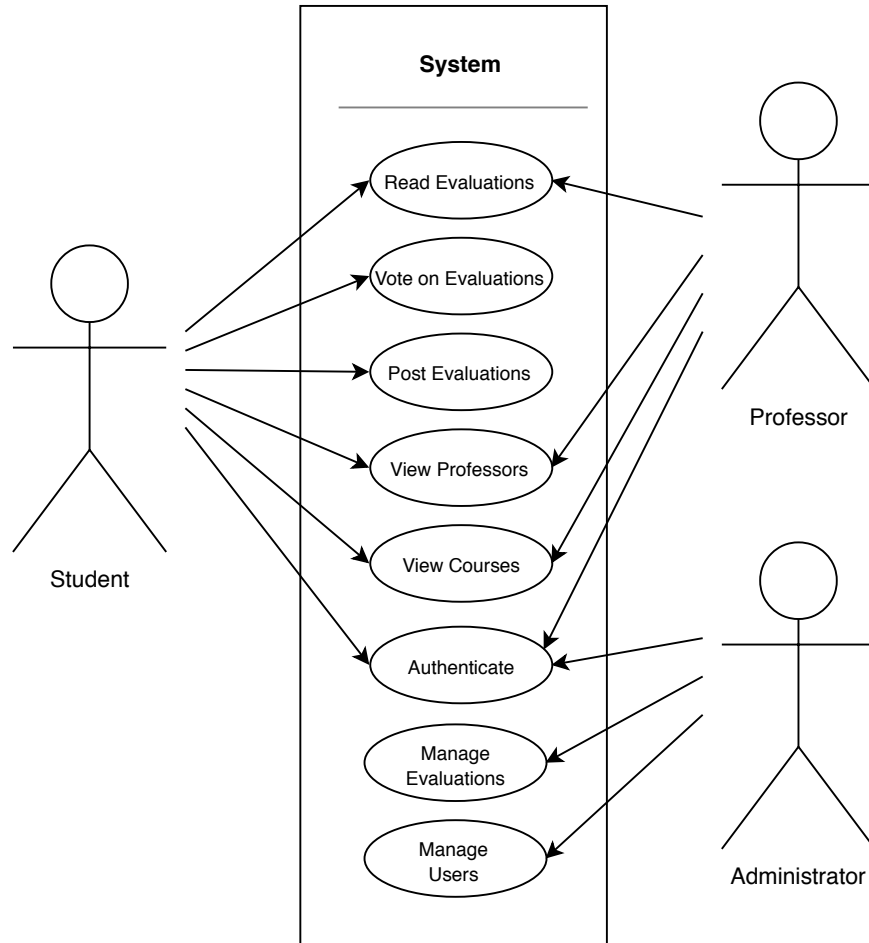 System
Read Evaluations
Vote on Evaluations
Post Evaluations
View Professors
View Courses
Authenticate
Manage
Evaluations
Manage
Users
Student
Professor
Administrator